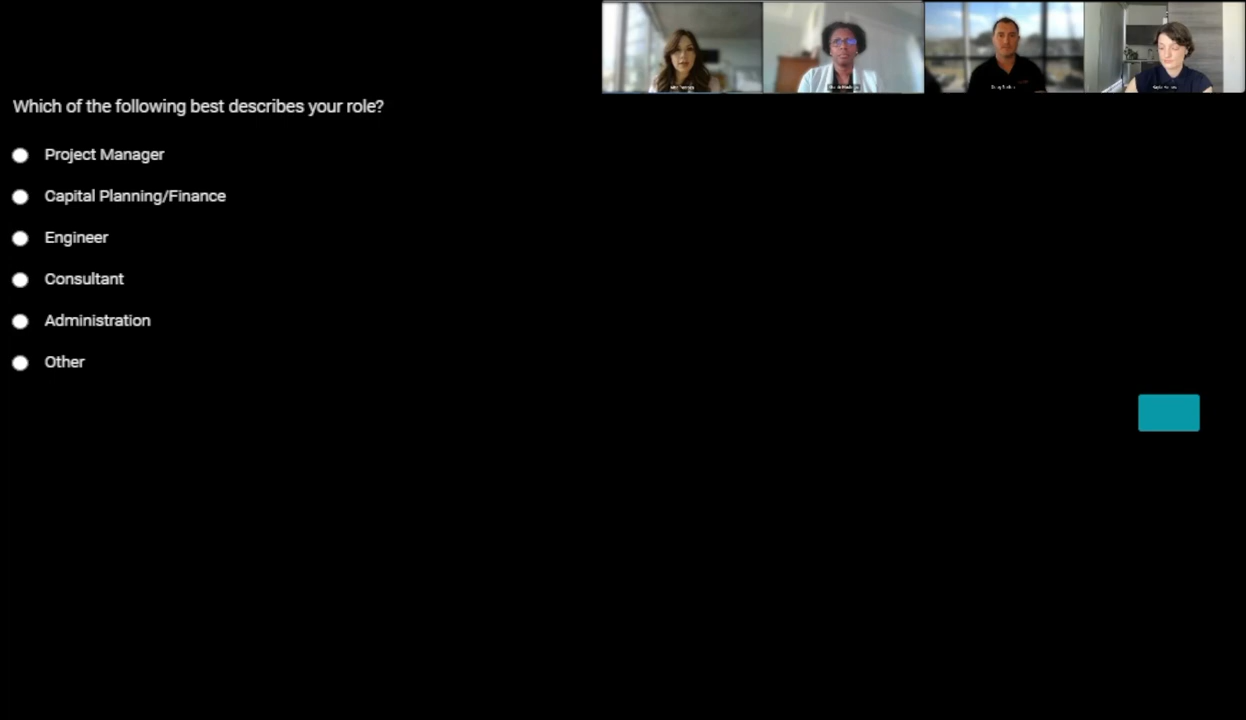 Which of the following best describes your role?
Project Manager
Capital Planning/Finance
Engineer
Consultant
Administration
Other